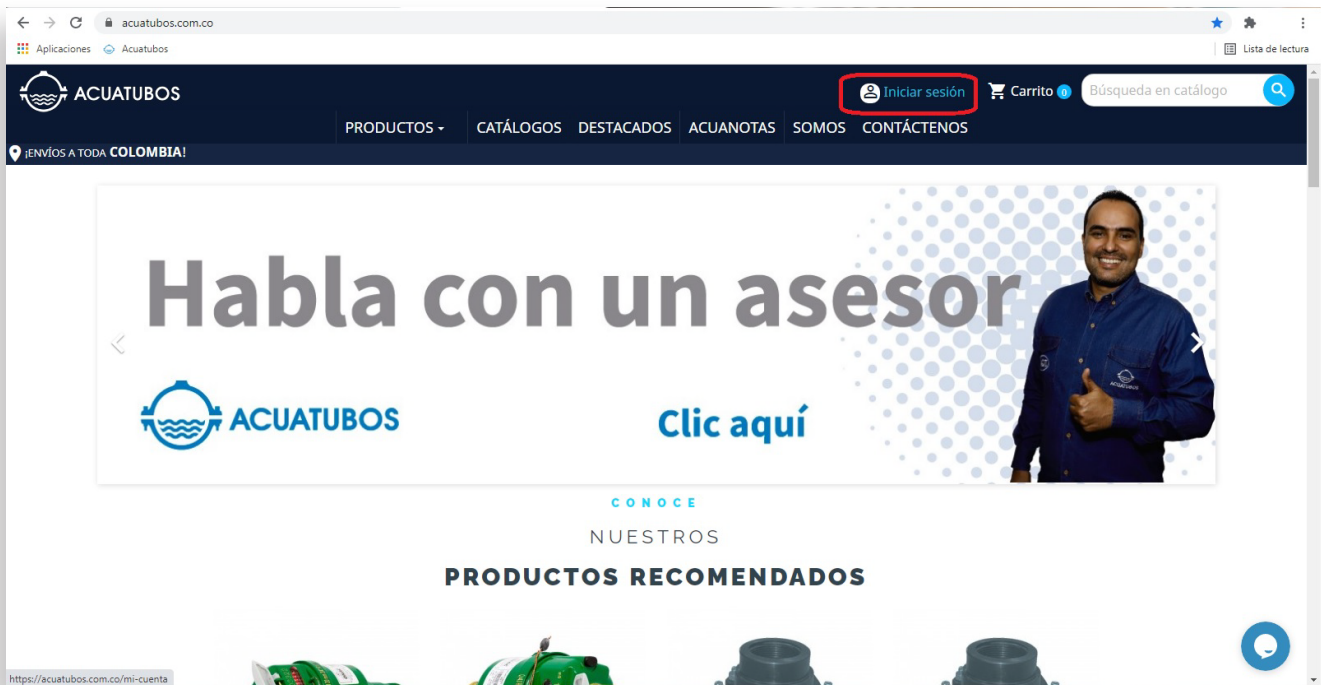 acuatubos.com.co
Aplicaciones Acuatubos Lista de lectura
ACUATUBOS Iniciar sesión Carrito 0 Búsqueda en catálogo
PRODUCTOS CATÁLOGOS DESTACADOS ACUANOTAS SOMOS CONTÁCTENOS
¡ENVÍOS A TODA COLOMBIA!
Habla con un asesor
ACUATUBOS Clic aquí
ACUATUBOS
CONOCE
NUESTROS
PRODUCTOS RECOMENDADOS
https://acuatubos.com.co/mi-cuenta